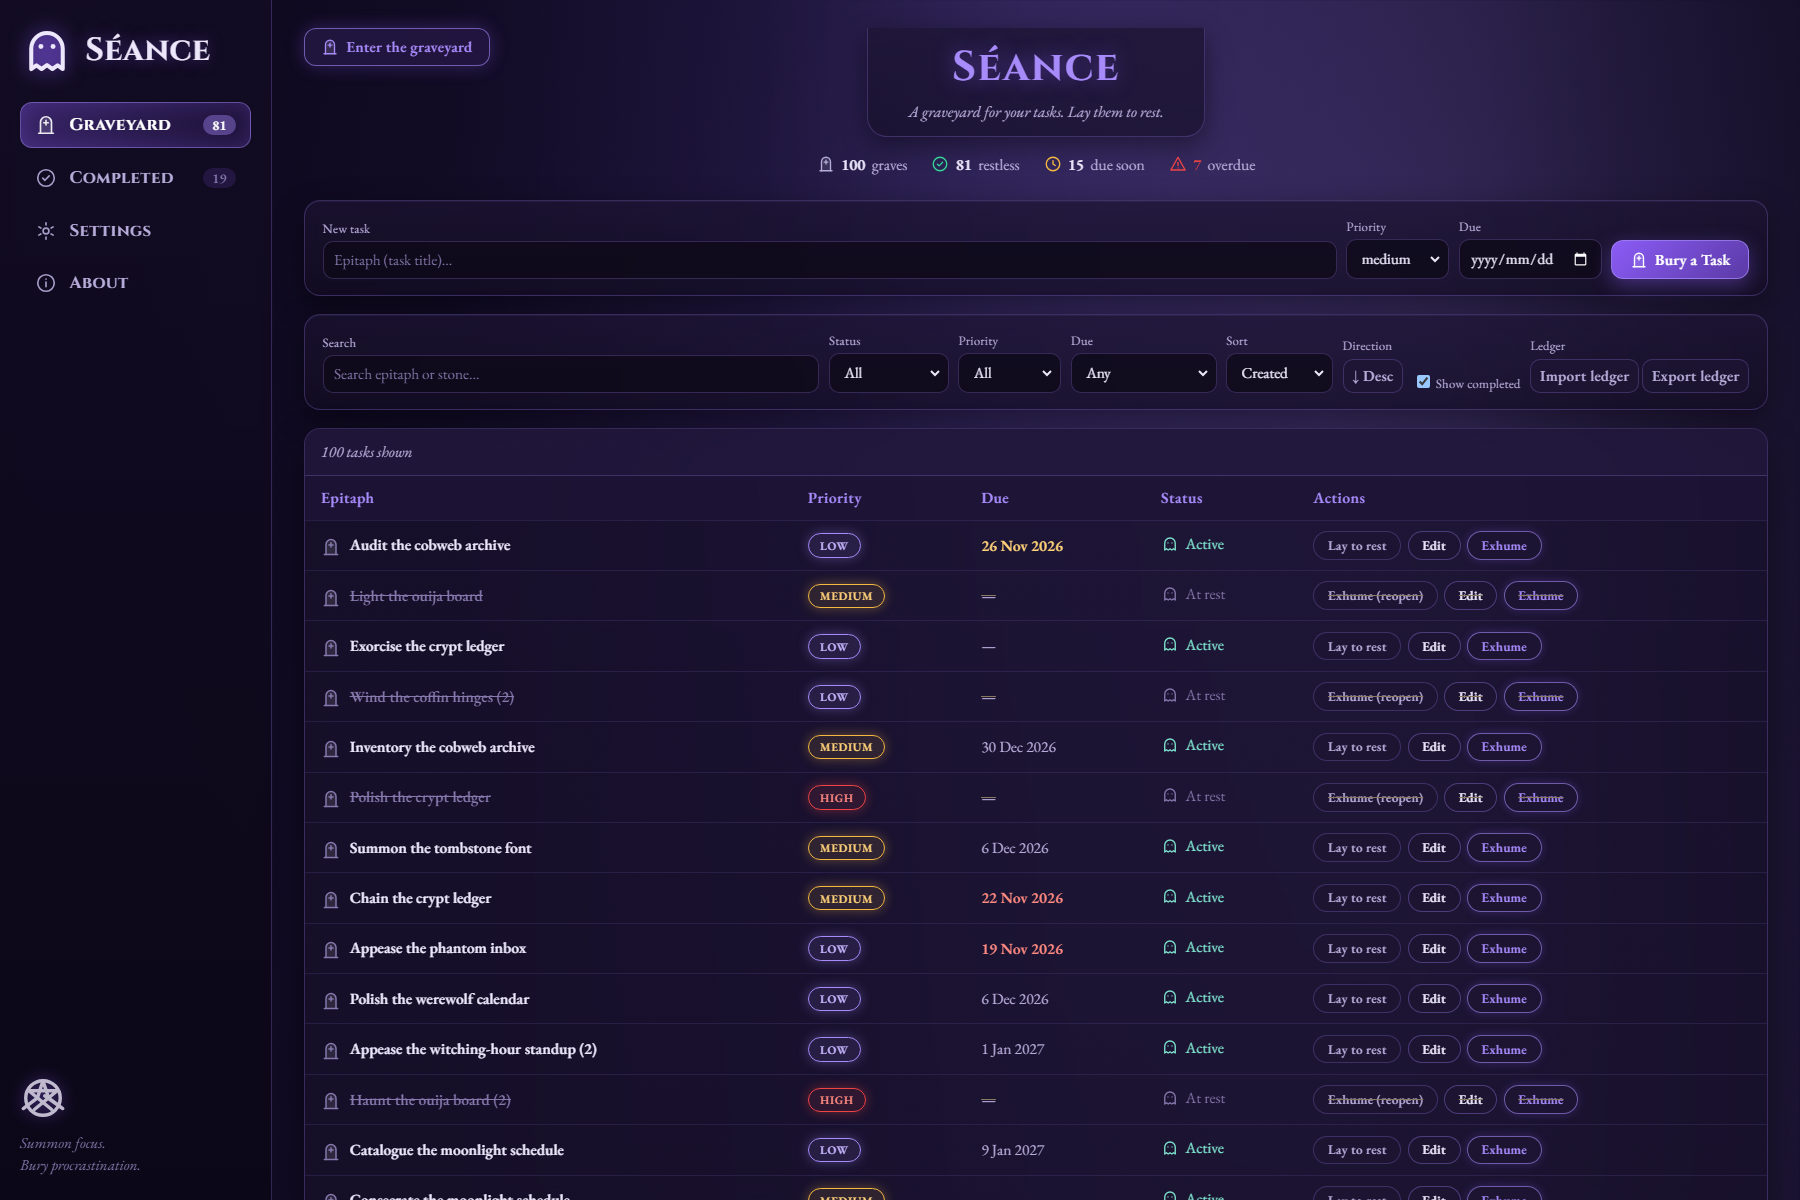 Séance
Graveyard 81
Completed 19
Settings
About
Summon focus.
Bury procrastination.
Enter the graveyard
Séance
A graveyard for your tasks. Lay them to rest.
100 graves 81 restless 15 due soon 7 overdue
New task Priority Due
Epitaph (task title)... medium yyyy/mm/dd Bury a Task
Search Status Priority Due Sort Direction Ledger
Search epitaph or stone... All All Any Created ↓ Desc Show completed Import ledger Export ledger
100 tasks shown
Epitaph Priority Due Status Actions
Audit the cobweb archive LOW 26 Nov 2026 Active Lay to rest Edit Exhume
Light the ouija board MEDIUM — At rest Exhume (reopen) Edit Exhume
Exorcise the crypt ledger LOW — Active Lay to rest Edit Exhume
Wind the coffin hinges (2) LOW — At rest Exhume (reopen) Edit Exhume
Inventory the cobweb archive MEDIUM 30 Dec 2026 Active Lay to rest Edit Exhume
Polish the crypt ledger HIGH — At rest Exhume (reopen) Edit Exhume
Summon the tombstone font MEDIUM 6 Dec 2026 Active Lay to rest Edit Exhume
Chain the crypt ledger MEDIUM 22 Nov 2026 Active Lay to rest Edit Exhume
Appease the phantom inbox LOW 19 Nov 2026 Active Lay to rest Edit Exhume
Polish the werewolf calendar LOW 6 Dec 2026 Active Lay to rest Edit Exhume
Appease the witching-hour standup (2) LOW 1 Jan 2027 Active Lay to rest Edit Exhume
Haunt the ouija board (2) HIGH — At rest Exhume (reopen) Edit Exhume
Catalogue the moonlight schedule LOW 9 Jan 2027 Active Lay to rest Edit Exhume
Consecrate the moonlight schedule MEDIUM Active Lay to rest Edit Exhume